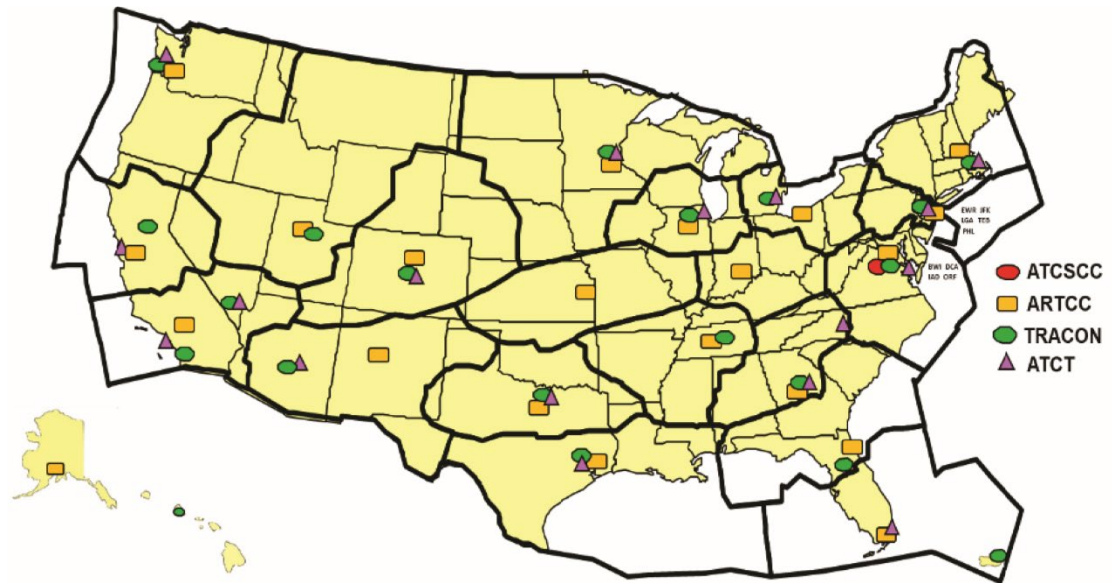 EWR JFK
LGA TEB
PHL
BWI DCA
IAD ORF
ATCSCC
ARTCC
TRACON
ATCT